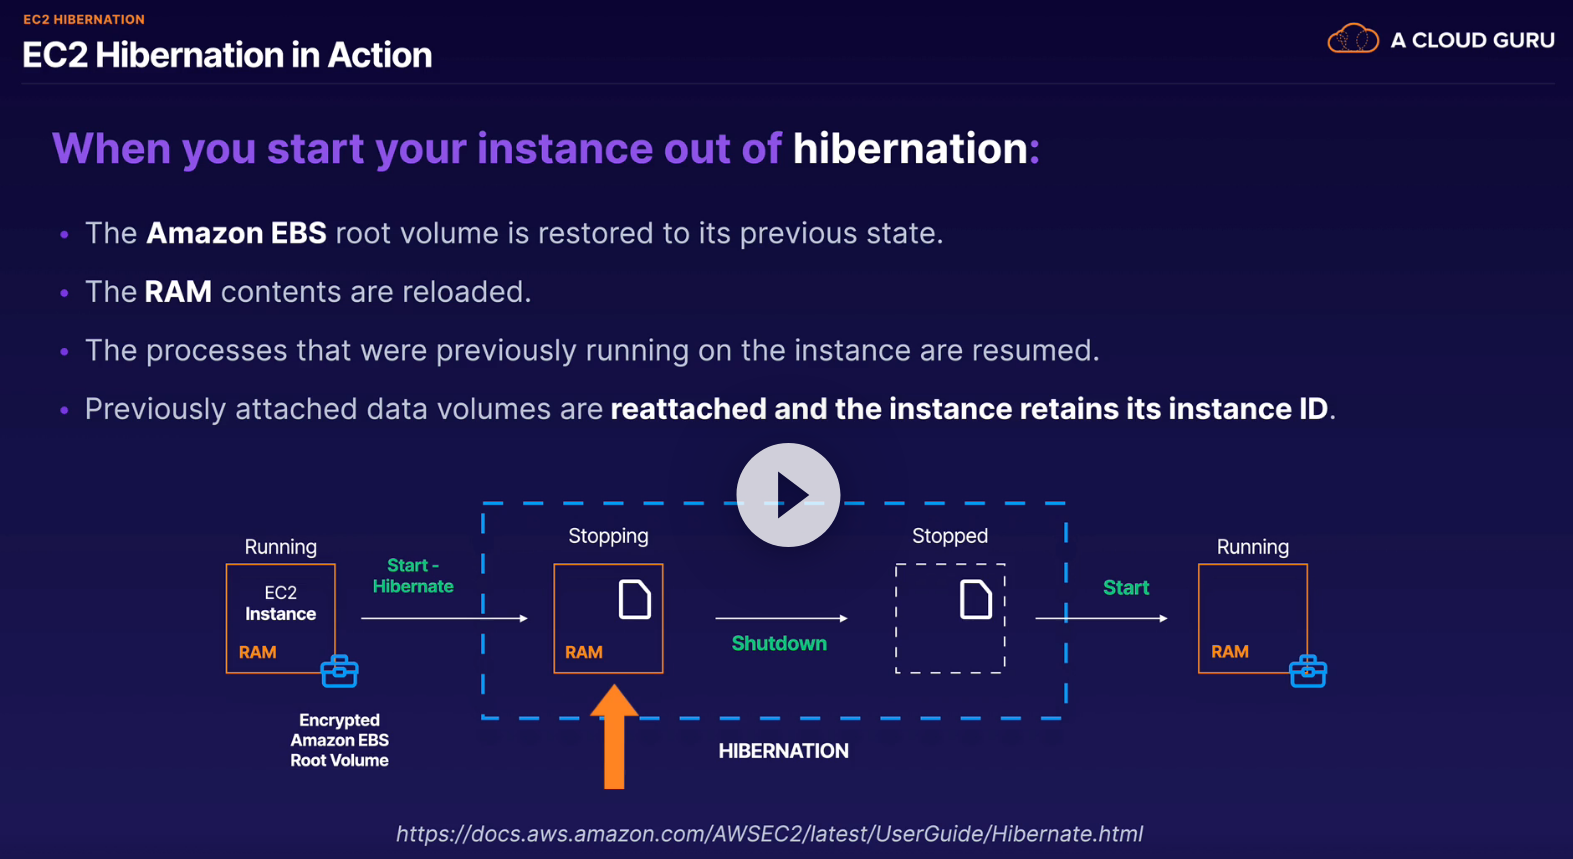 EC2 HIBERNATION
EC2 Hibernation in Action
A CLOUD GURU
When you start your instance out of hibernation:
• The Amazon EBS root volume is restored to its previous state.
• The RAM contents are reloaded.
• The processes that were previously running on the instance are resumed.
• Previously attached data volumes are reattached and the instance retains its instance ID.
Running
EC2
Instance
RAM
Encrypted
Amazon EBS
Root Volume
Start -
Hibernate
Stopping
RAM
Shutdown
Stopped
HIBERNATION
Start
Running
RAM
https://docs.aws.amazon.com/AWSEC2/latest/UserGuide/Hibernate.html